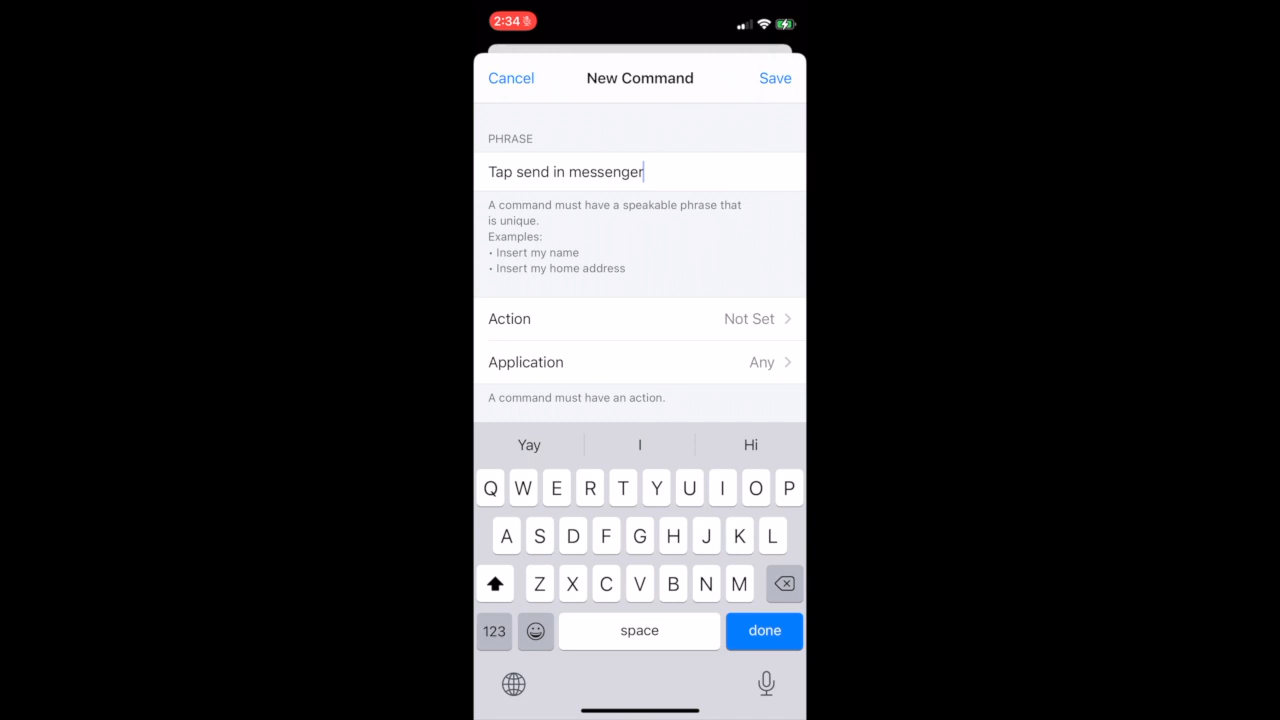 2:34
Cancel New Command Save
PHRASE
Tap send in messenger
A command must have a speakable phrase that
is unique.
Examples:
• Insert my name
• Insert my home address
Action Not Set
Application Any
A command must have an action.
Yay I Hi
Q W E R T Y U I O P
A S D F G H J K L
Z X C V B N M
123 space done